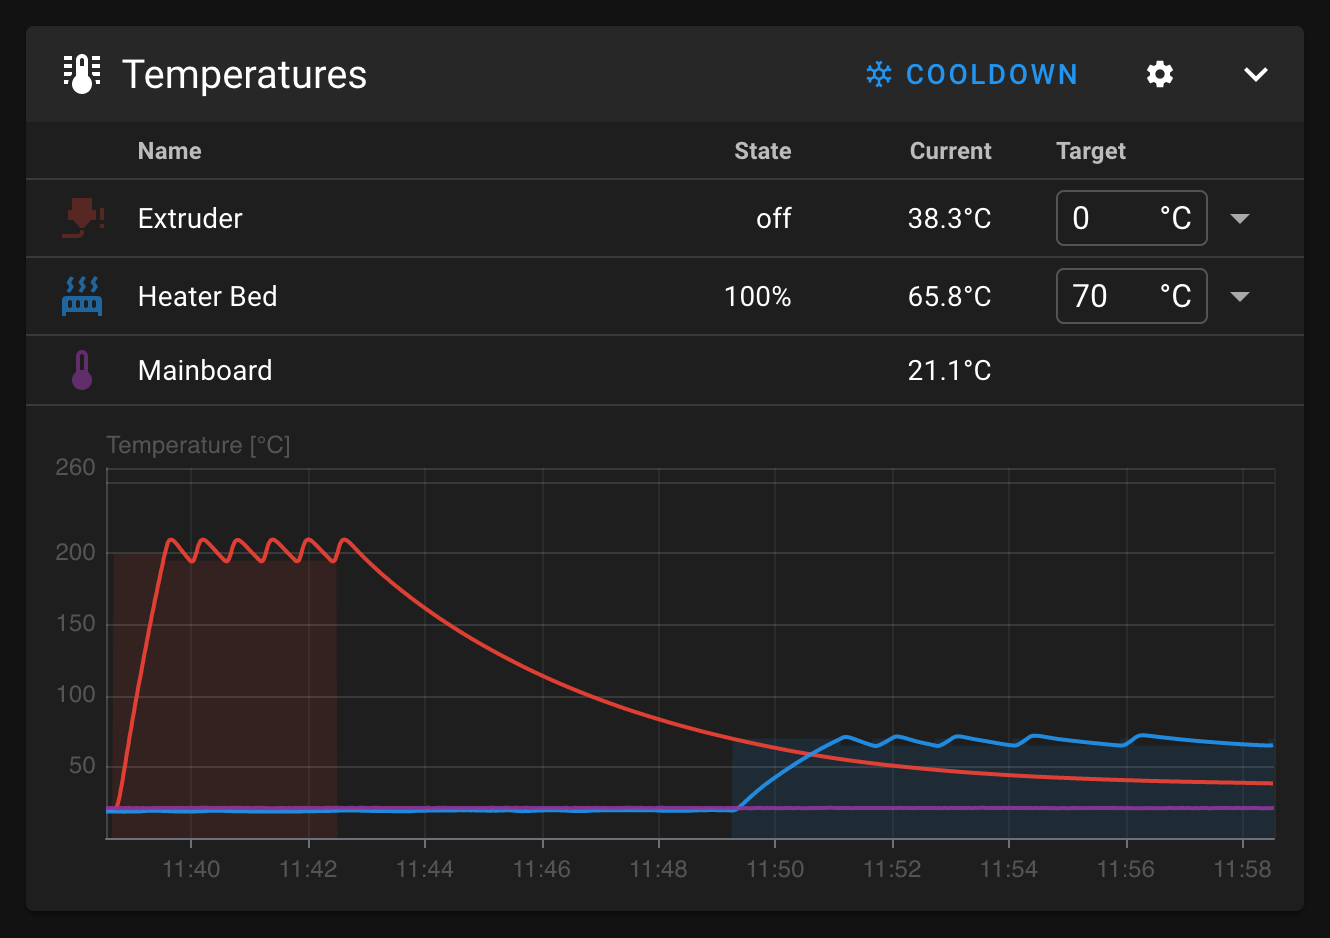 Temperatures COOLDOWN
Name State Current Target
Extruder off 38.3°C 0 °C
Heater Bed 100% 65.8°C 70 °C
Mainboard 21.1°C
Temperature [°C]
260
200
150
100
50
11:40 11:42 11:44 11:46 11:48 11:50 11:52 11:54 11:56 11:58